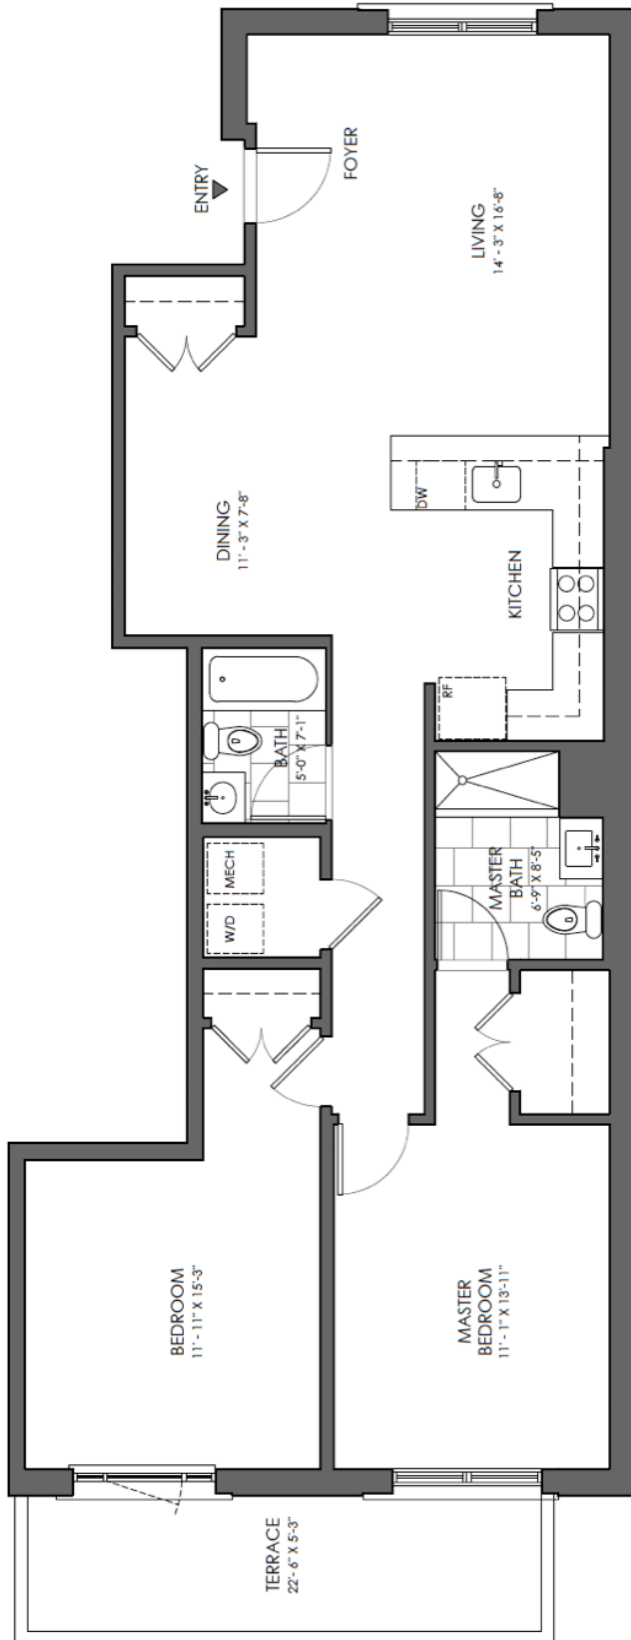 ENTRY
FOYER
LIVING
14' - 3" X 16'-8"
DINING
11' - 3" X 7'-8"
DW
KITCHEN
RF
BATH
5'-0" X 7'-1"
MECH
W/D
MASTER
BATH
6'-9" X 8'-5"
BEDROOM
11' - 11" X 15'-3"
MASTER
BEDROOM
11' - 1" X 13'-11"
TERRACE
22'- 6" X 5'-3"